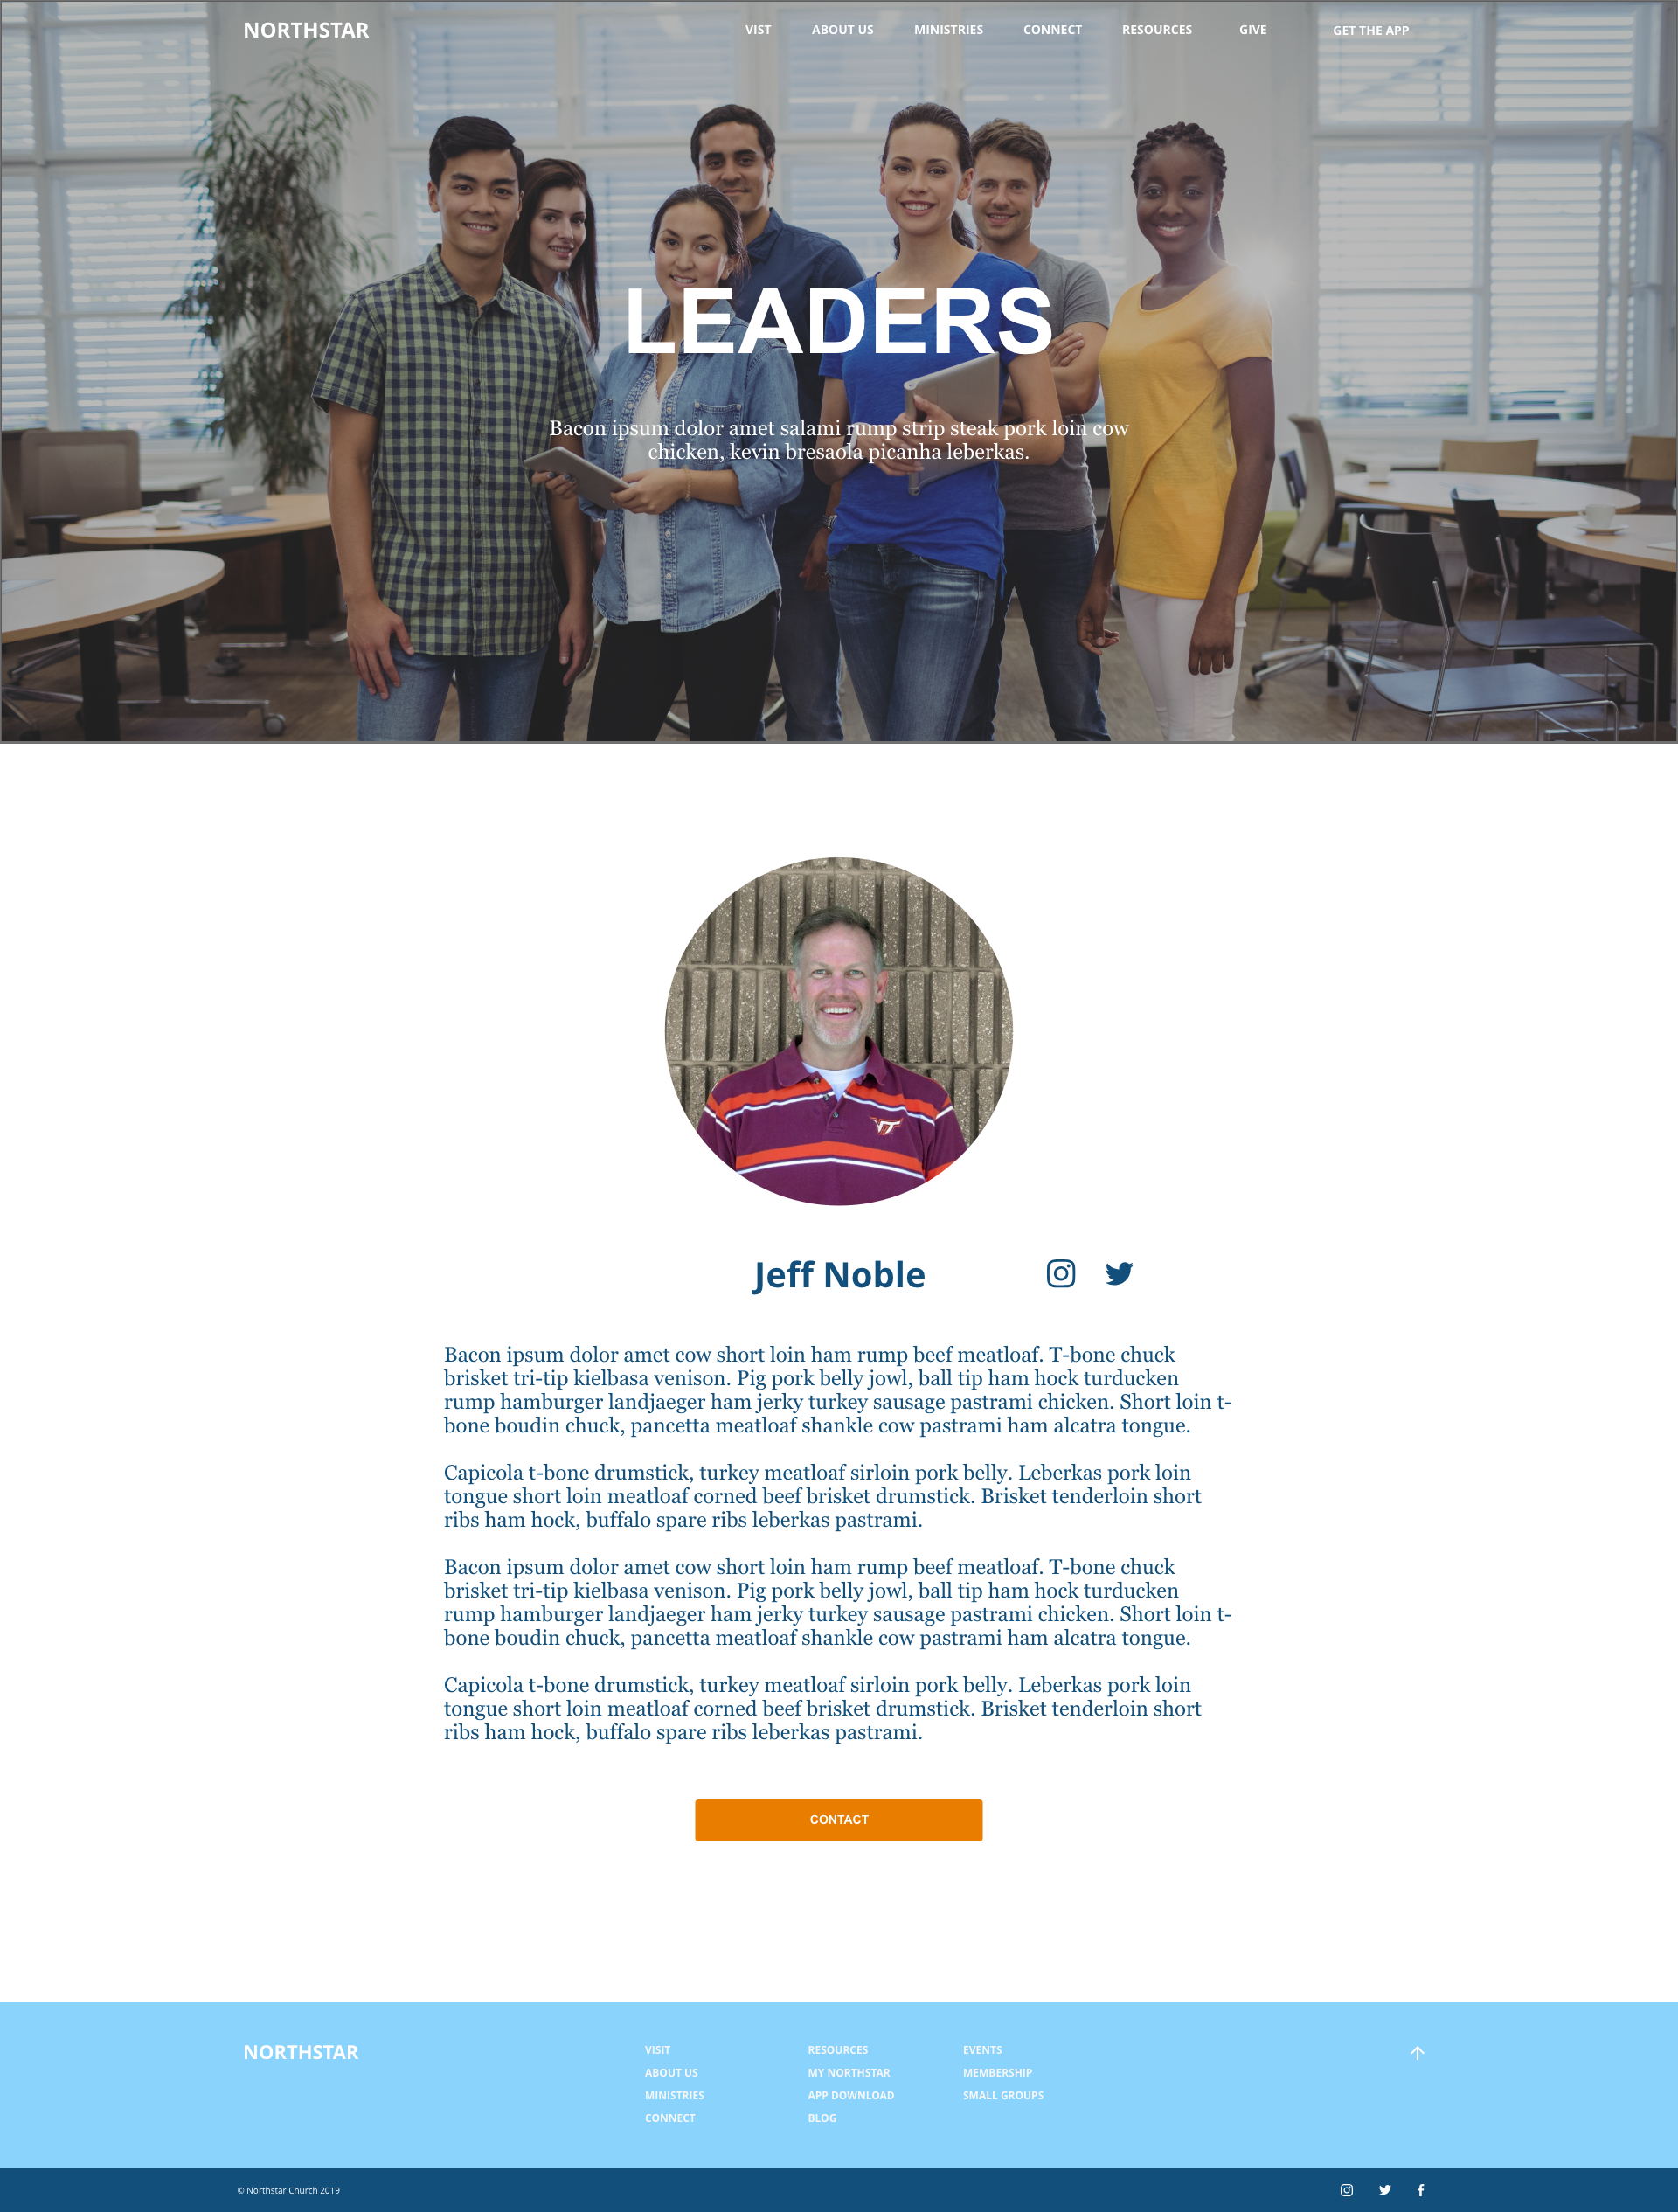 NORTHSTAR VIST ABOUT US MINISTRIES CONNECT RESOURCES GIVE GET THE APP
LEADERS
Bacon ipsum dolor amet salami rump strip steak pork loin cow
chicken, kevin bresaola picanha leberkas.
VT
Jeff Noble
Bacon ipsum dolor amet cow short loin ham rump beef meatloaf. T-bone chuck
brisket tri-tip kielbasa venison. Pig pork belly jowl, ball tip ham hock turducken
rump hamburger landjaeger ham jerky turkey sausage pastrami chicken. Short loin t-
bone boudin chuck, pancetta meatloaf shankle cow pastrami ham alcatra tongue.
Capicola t-bone drumstick, turkey meatloaf sirloin pork belly. Leberkas pork loin
tongue short loin meatloaf corned beef brisket drumstick. Brisket tenderloin short
ribs ham hock, buffalo spare ribs leberkas pastrami.
Bacon ipsum dolor amet cow short loin ham rump beef meatloaf. T-bone chuck
brisket tri-tip kielbasa venison. Pig pork belly jowl, ball tip ham hock turducken
rump hamburger landjaeger ham jerky turkey sausage pastrami chicken. Short loin t-
bone boudin chuck, pancetta meatloaf shankle cow pastrami ham alcatra tongue.
Capicola t-bone drumstick, turkey meatloaf sirloin pork belly. Leberkas pork loin
tongue short loin meatloaf corned beef brisket drumstick. Brisket tenderloin short
ribs ham hock, buffalo spare ribs leberkas pastrami.
CONTACT
NORTHSTAR
VISIT
ABOUT US
MINISTRIES
CONNECT
RESOURCES
MY NORTHSTAR
APP DOWNLOAD
BLOG
EVENTS
MEMBERSHIP
SMALL GROUPS
© Northstar Church 2019